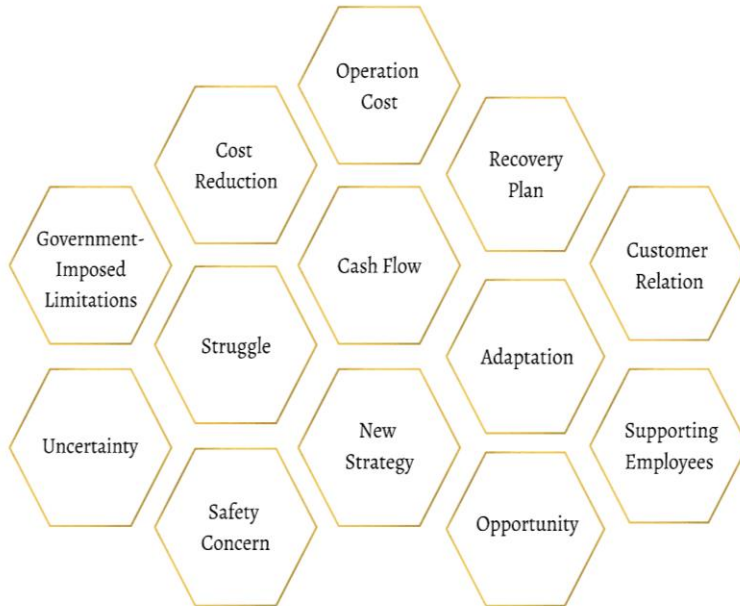 Operation
Cost
Cost
Reduction
Recovery
Plan
Government-
Imposed
Limitations
Cash Flow
Customer
Relation
Struggle
Adaptation
Uncertainty
New
Strategy
Supporting
Employees
Safety
Concern
Opportunity